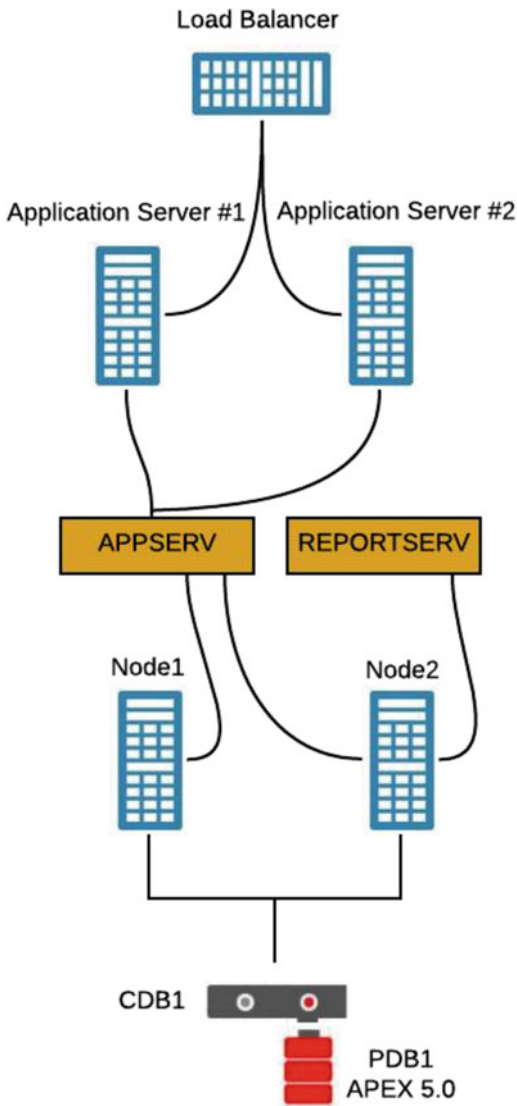 Load Balancer
Application Server #1
Application Server #2
APPSERV
REPORTSERV
Node1
Node2
CDB1
PDB1
APEX 5.0